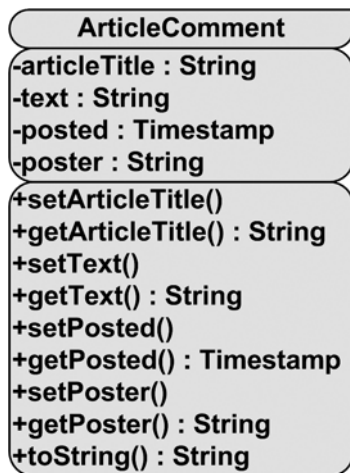 ArticleComment
-articleTitle : String
-text : String
-posted : Timestamp
-poster : String
+setArticleTitle()
+getArticleTitle() : String
+setText()
+getText() : String
+setPosted()
+getPosted() : Timestamp
+setPoster()
+getPoster() : String
+toString() : String